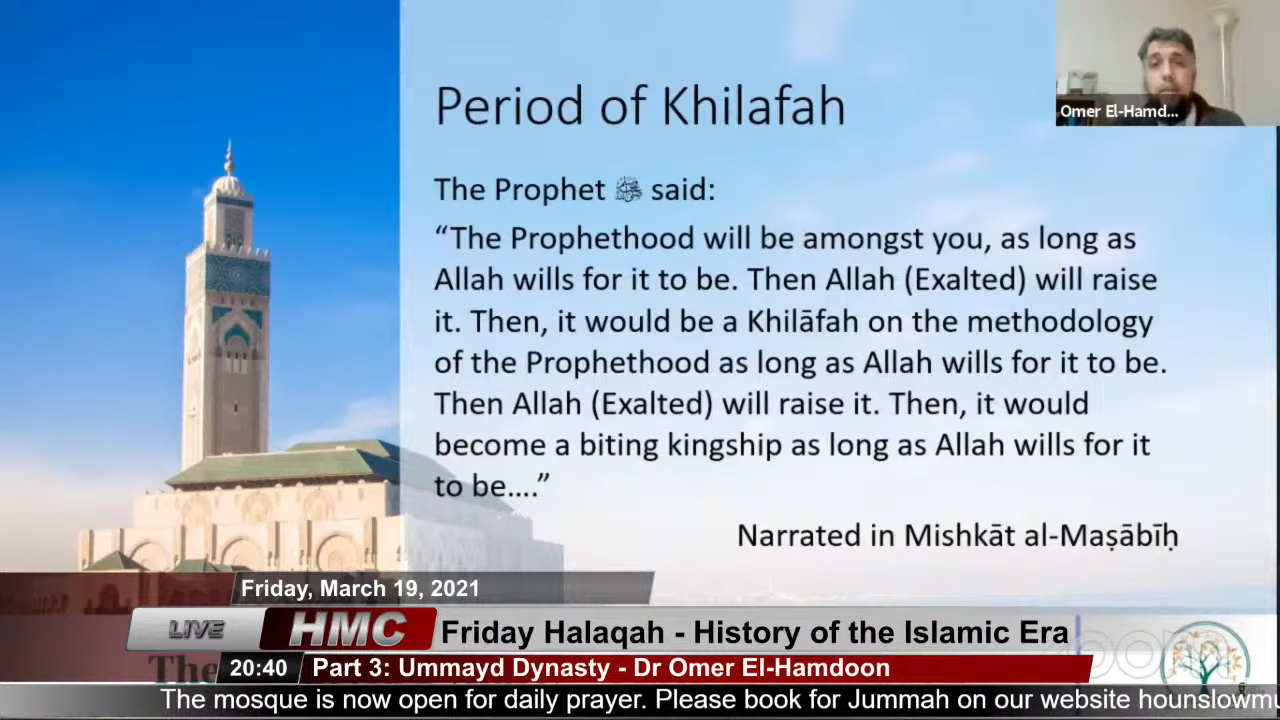 Period of Khilafah
Omer El-Hamd...
The Prophet ﷺ said:
“The Prophethood will be amongst you, as long as
Allah wills for it to be. Then Allah (Exalted) will raise
it. Then, it would be a Khilāfah on the methodology
of the Prophethood as long as Allah wills for it to be.
Then Allah (Exalted) will raise it. Then, it would
become a biting kingship as long as Allah wills for it
to be....”
Narrated in Mishkāt al-Maṣābīḥ
Friday, March 19, 2021
LIVE
HMC
Friday Halaqah - History of the Islamic Era
zoom
The
20:40
Part 3: Ummayd Dynasty - Dr Omer El-Hamdoon
The mosque is now open for daily prayer. Please book for Jummah on our website